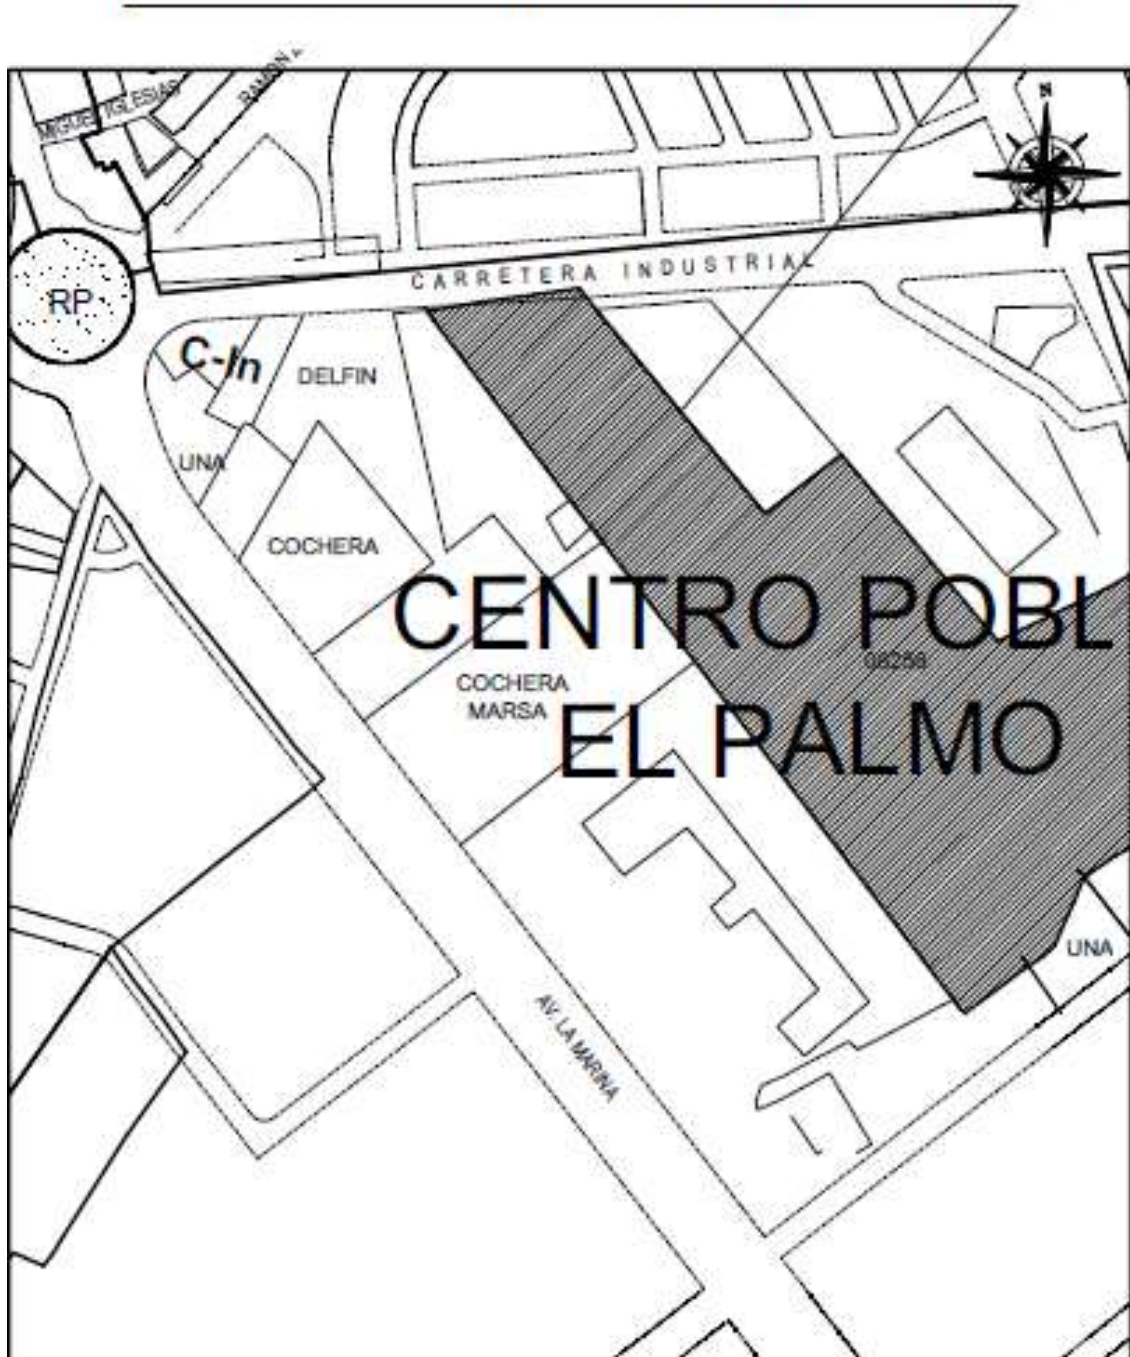 MIGUEL IGLESIAS
RAMON
N
CARRETERA INDUSTRIAL
RP
C-In
DELFIN
UNA
COCHERA
CENTRO POBL
08256
COCHERA
MARSA
EL PALMO
UNA
AV. LA MARINA